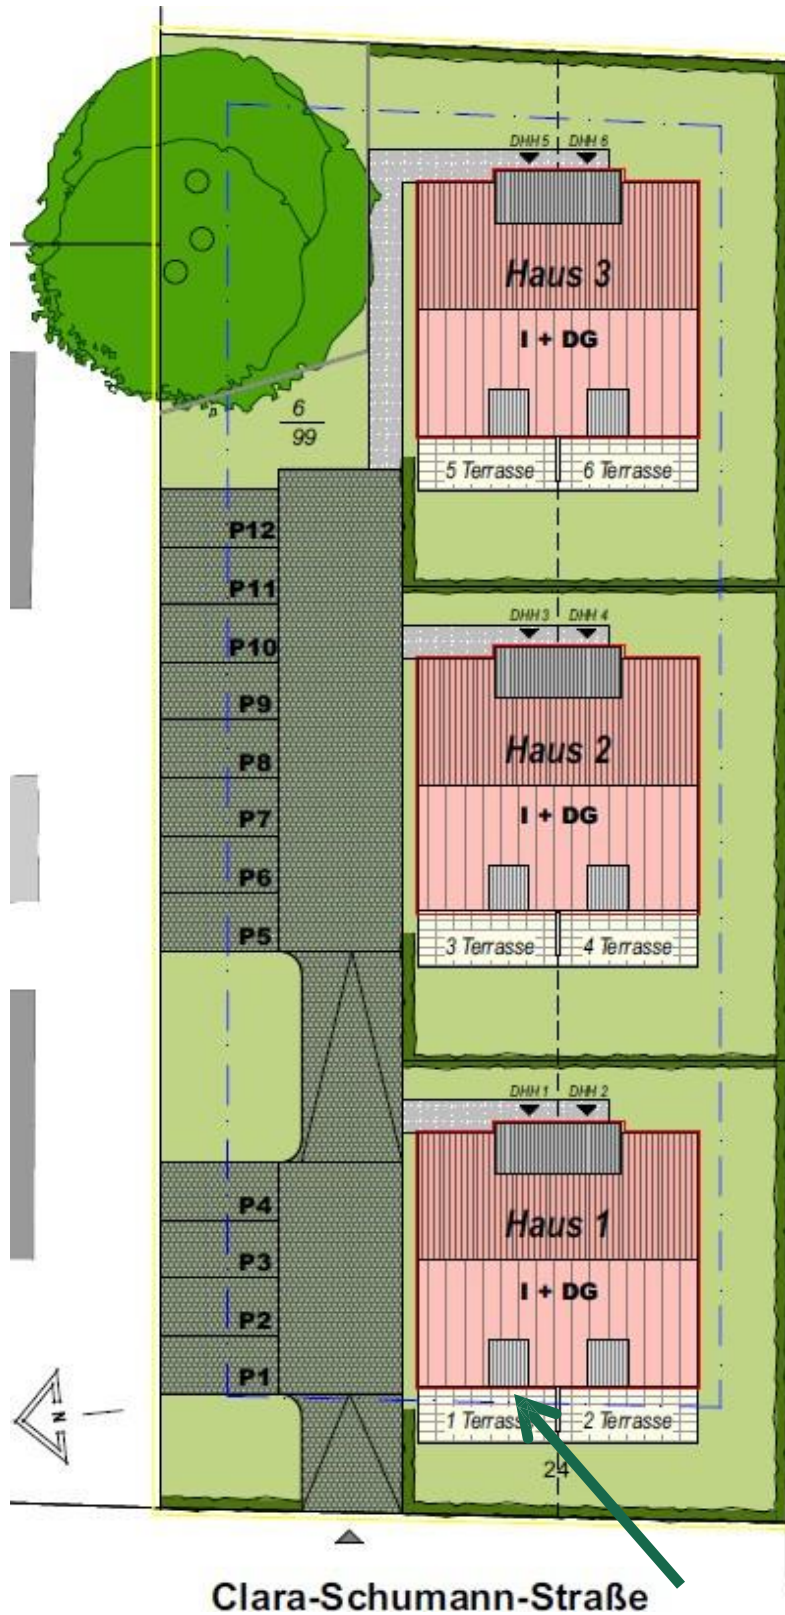 DHH 5 DHH 6
Haus 3
I + DG
6
99
5 Terrasse 6 Terrasse
P12
P11
P10
P9
P8
P7
P6
P5
DHH 3 DHH 4
Haus 2
I + DG
3 Terrasse 4 Terrasse
DHH 1 DHH 2
Haus 1
I + DG
P4
P3
P2
P1
1 Terrasse 2 Terrasse
N
24
Clara-Schumann-Straße